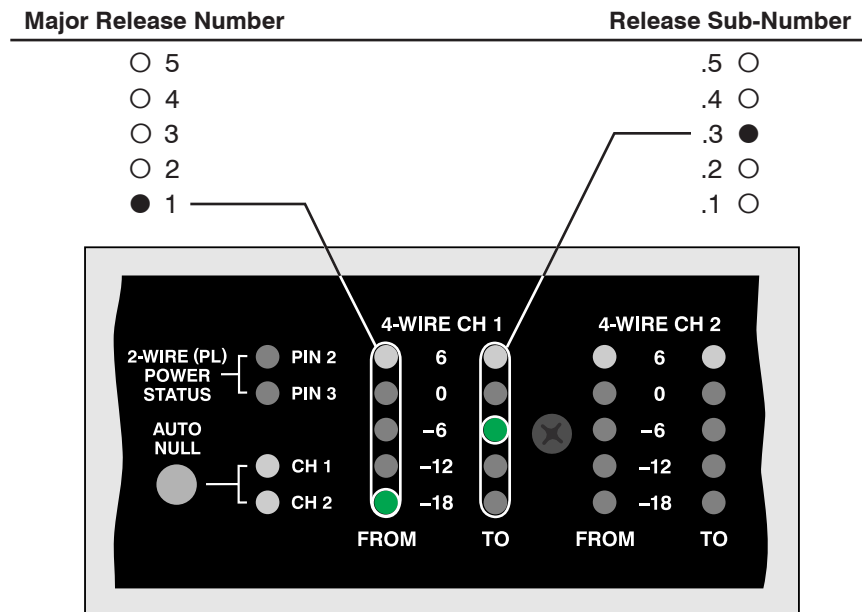 Major Release Number Release Sub-Number
5 .5
4 .4
3 .3
2 .2
1 .1
4-WIRE CH 1 4-WIRE CH 2
2-WIRE (PL)
POWER
STATUS
PIN 2 6 6
PIN 3 0 0
AUTO
NULL
–6 –6
CH 1 –12 –12
CH 2 –18 –18
FROM TO FROM TO